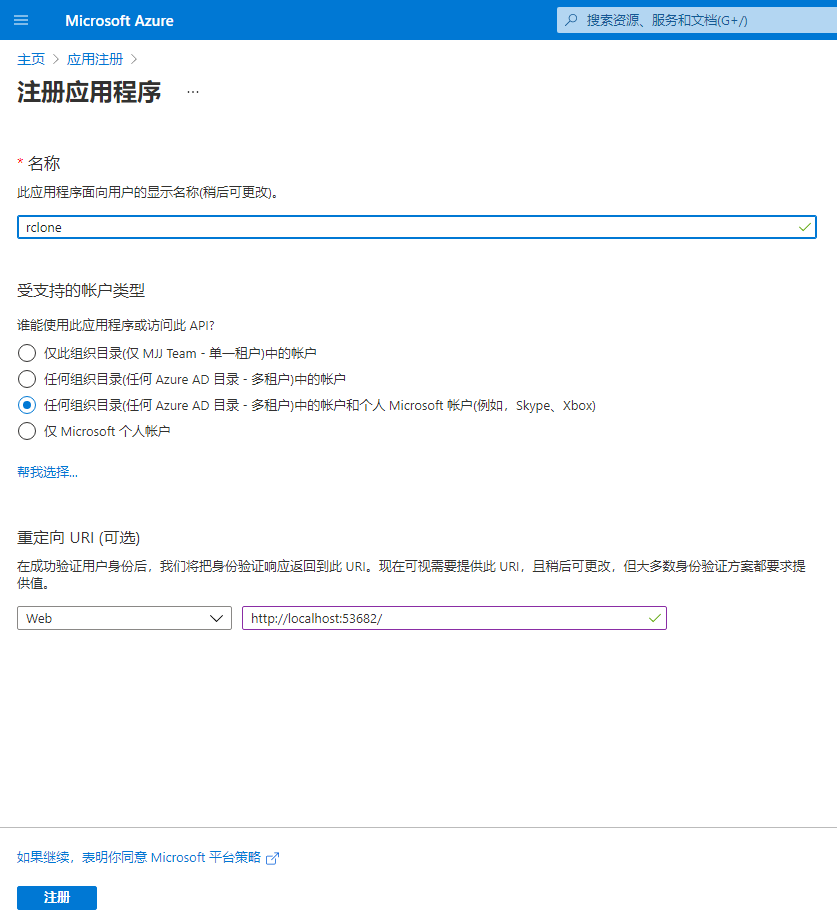 Microsoft Azure
搜索资源、服务和文档(G+/)
主页 > 应用注册 >
注册应用程序 ...
* 名称
此应用程序面向用户的显示名称(稍后可更改)。
rclone
受支持的帐户类型
谁能使用此应用程序或访问此 API?
仅此组织目录(仅 MJJ Team - 单一租户)中的帐户
任何组织目录(任何 Azure AD 目录 - 多租户)中的帐户
任何组织目录(任何 Azure AD 目录 - 多租户)中的帐户和个人 Microsoft 帐户(例如，Skype、Xbox)
仅 Microsoft 个人帐户
帮我选择...
重定向 URI (可选)
在成功验证用户身份后，我们将把身份验证响应返回到此 URI。现在可视需要提供此 URI，且稍后可更改，但大多数身份验证方案都要求提
供值。
Web
http://localhost:53682/
如果继续，表明你同意 Microsoft 平台策略
注册